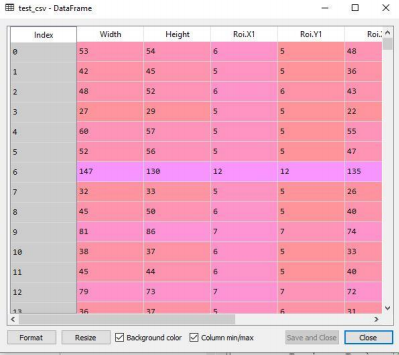 test_csv - DataFrame
Index Width Height Roi.X1 Roi.Y1 Roi.
0 53 54 6 5 48
1 42 45 5 5 36
2 48 52 6 6 43
3 27 29 5 5 22
4 60 57 5 5 55
5 52 56 5 5 47
6 147 130 12 12 135
7 32 33 5 5 26
8 45 50 6 5 40
9 81 86 7 7 74
10 38 37 6 5 33
11 45 44 6 5 40
12 79 73 7 7 72
13 36 37 5 6 31
Format Resize Background color Column min/max Save and Close Close